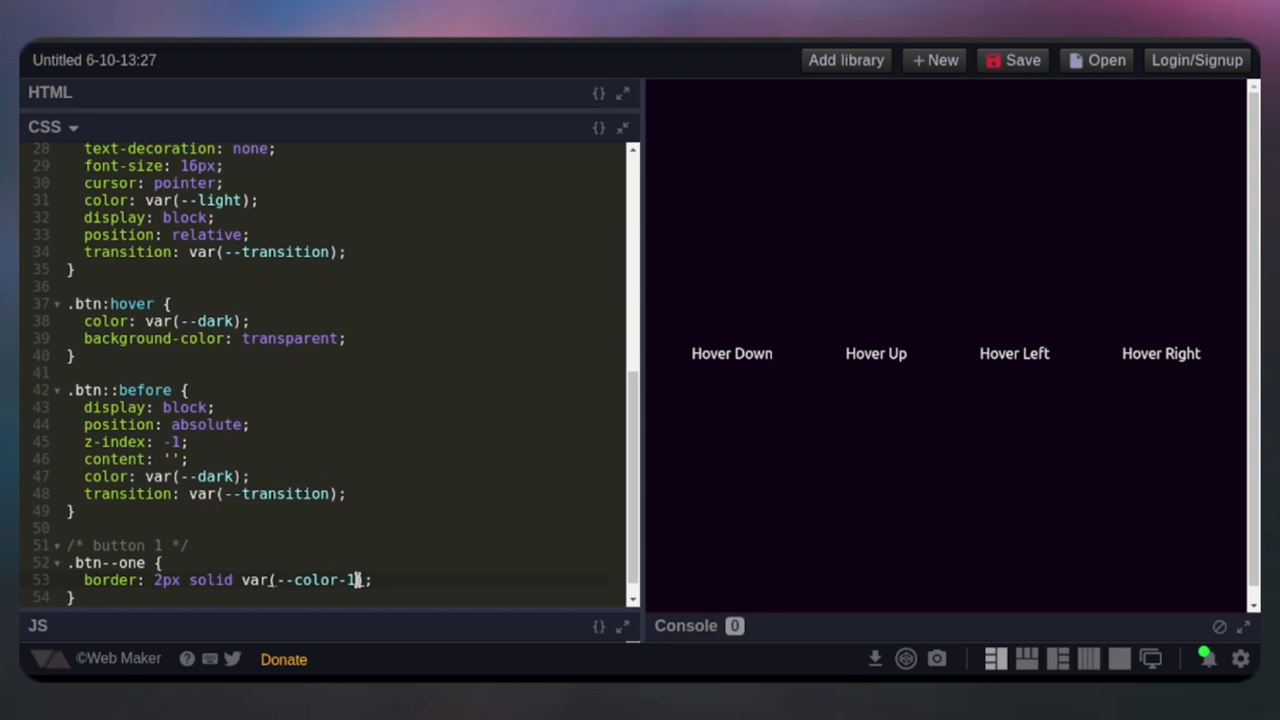 Untitled 6-10-13:27
Add library
+ New
Save
Open
Login/Signup
HTML
{}
CSS
{}
28 text-decoration: none;
29 font-size: 16px;
30 cursor: pointer;
31 color: var(--light);
32 display: block;
33 position: relative;
34 transition: var(--transition);
35 }
36
37 .btn:hover {
38 color: var(--dark);
39 background-color: transparent;
40 }
41
42 .btn::before {
43 display: block;
44 position: absolute;
45 z-index: -1;
46 content: '';
47 color: var(--dark);
48 transition: var(--transition);
49 }
50
51 /* button 1 */
52 .btn--one {
53 border: 2px solid var(--color-1);
54 }
Hover Down
Hover Up
Hover Left
Hover Right
JS
{}
Console 0
©Web Maker
?
Donate